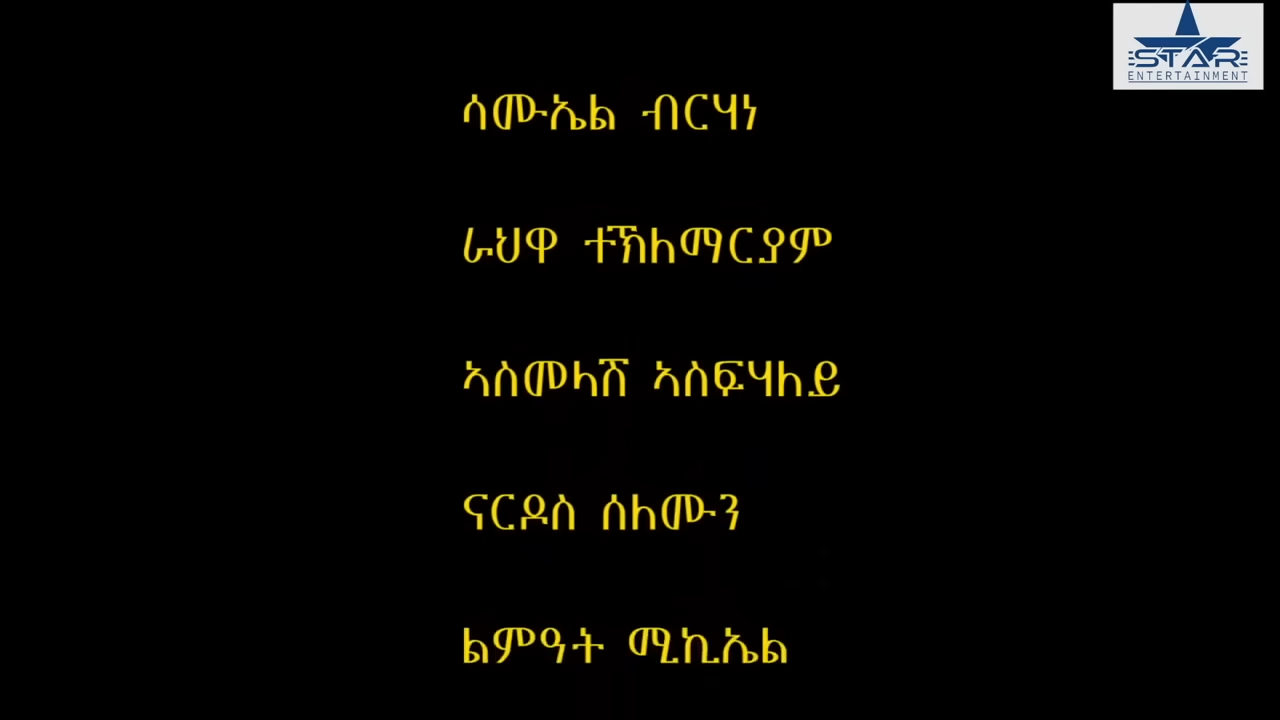 STAR
ENTERTAINMENT
ሳሙኤል ብርሃነ
ራህዋ ተኽለማርያም
ኣስመላሽ ኣስፍሃለይ
ናርዶስ ሰለሙን
ልምዓት ሚኪኤል